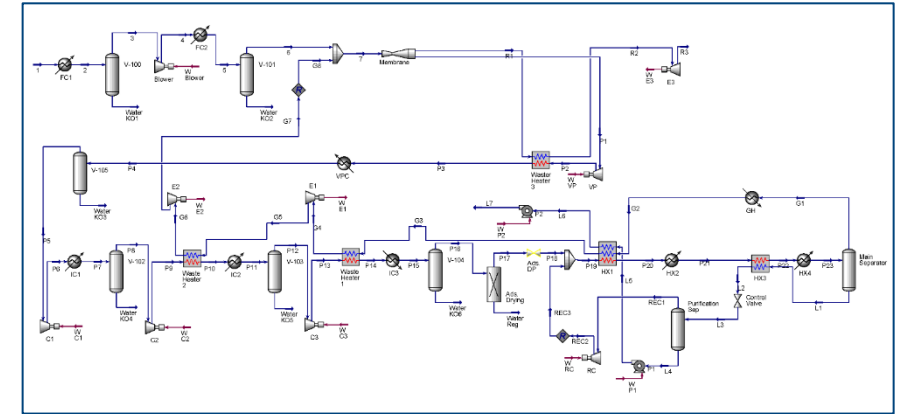 1
FC1
2
V-100
Water
KO1
3
Blower
W
Blower
4
FC2
5
V-101
Water
KO2
6
G8
7
Membrane
R1
R2
R3
W
E3
E3
G7
P1
V-105
Water
KO3
P4
VPC
P3
Waste
Heater
3
P2
W
VP
VP
E2
W
E2
E1
W
E1
G6
G5
G4
G3
L7
W
P2
P2
L6
G2
GH
G1
P5
P6
IC1
P7
V-102
Water
KO4
P8
P9
Waste
Heater
2
P10
IC2
P11
V-103
Water
KO5
P12
P13
Waste
Heater
1
P14
IC3
P15
V-104
Water
KO6
P16
P17
Ads.
DP
P18
Ads.
Drying
Water
Reg
P19
HX1
P20
HX2
P21
HX3
P22
HX4
P23
Main
Separator
C1
W
C1
C2
W
C2
C3
W
C3
REC3
REC2
REC1
W
RC
RC
L5
Purification
Sep
Control
Valve
L3
L1
W
P1
P1
L4